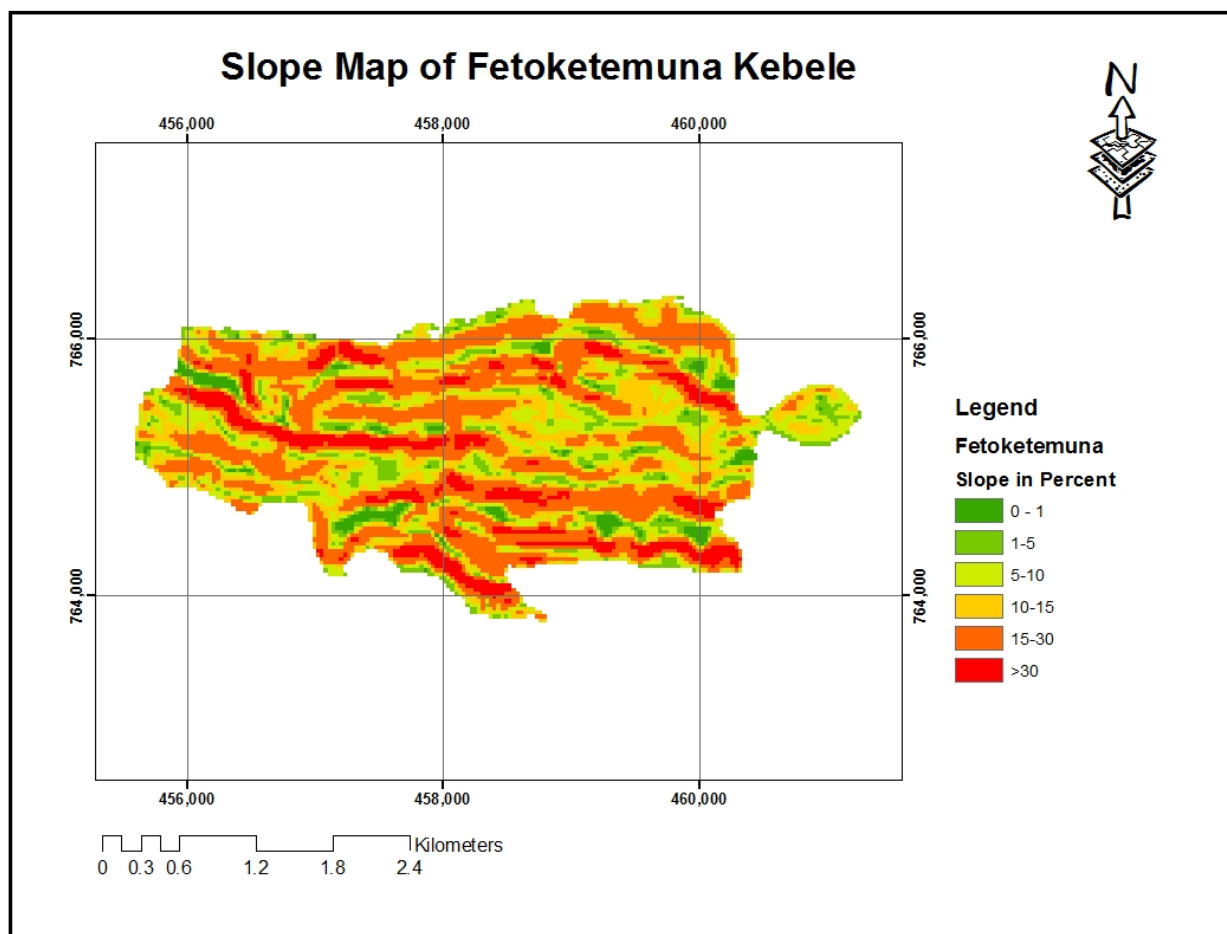 Slope Map of Fetoketemuna Kebele
N
456,000 458,000 460,000
766,000 766,000
764,000 764,000
456,000 458,000 460,000
Legend
Fetoketemuna
Slope in Percent
0 - 1
1-5
5-10
10-15
15-30
>30
Kilometers
0 0.3 0.6 1.2 1.8 2.4